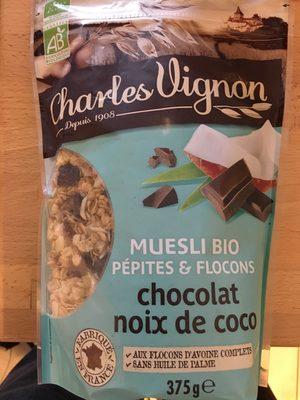 AB
Charles Vignon
Depuis 1908
MUESLI BIO
PÉPITES & FLOCONS
chocolat
noix de coco
FABRIQUÉ
EN FRANCE
AUX FLOCONS D'AVOINE COMPLETS
SANS HUILE DE PALME
375g e